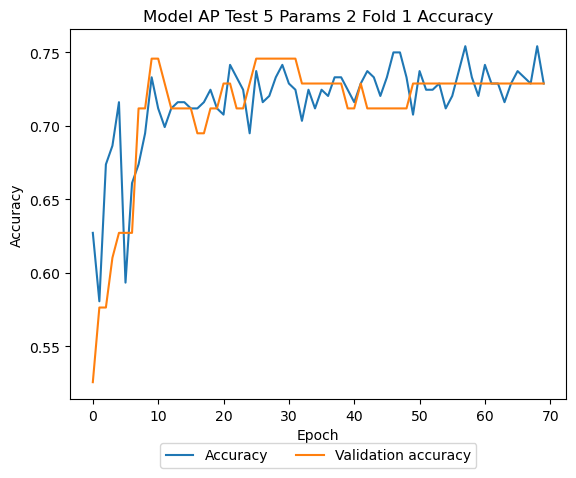 Model AP Test 5 Params 2 Fold 1 Accuracy
0.75
0.70
0.65
0.60
0.55
Accuracy
0 10 20 30 40 50 60 70
Epoch
Accuracy Validation accuracy